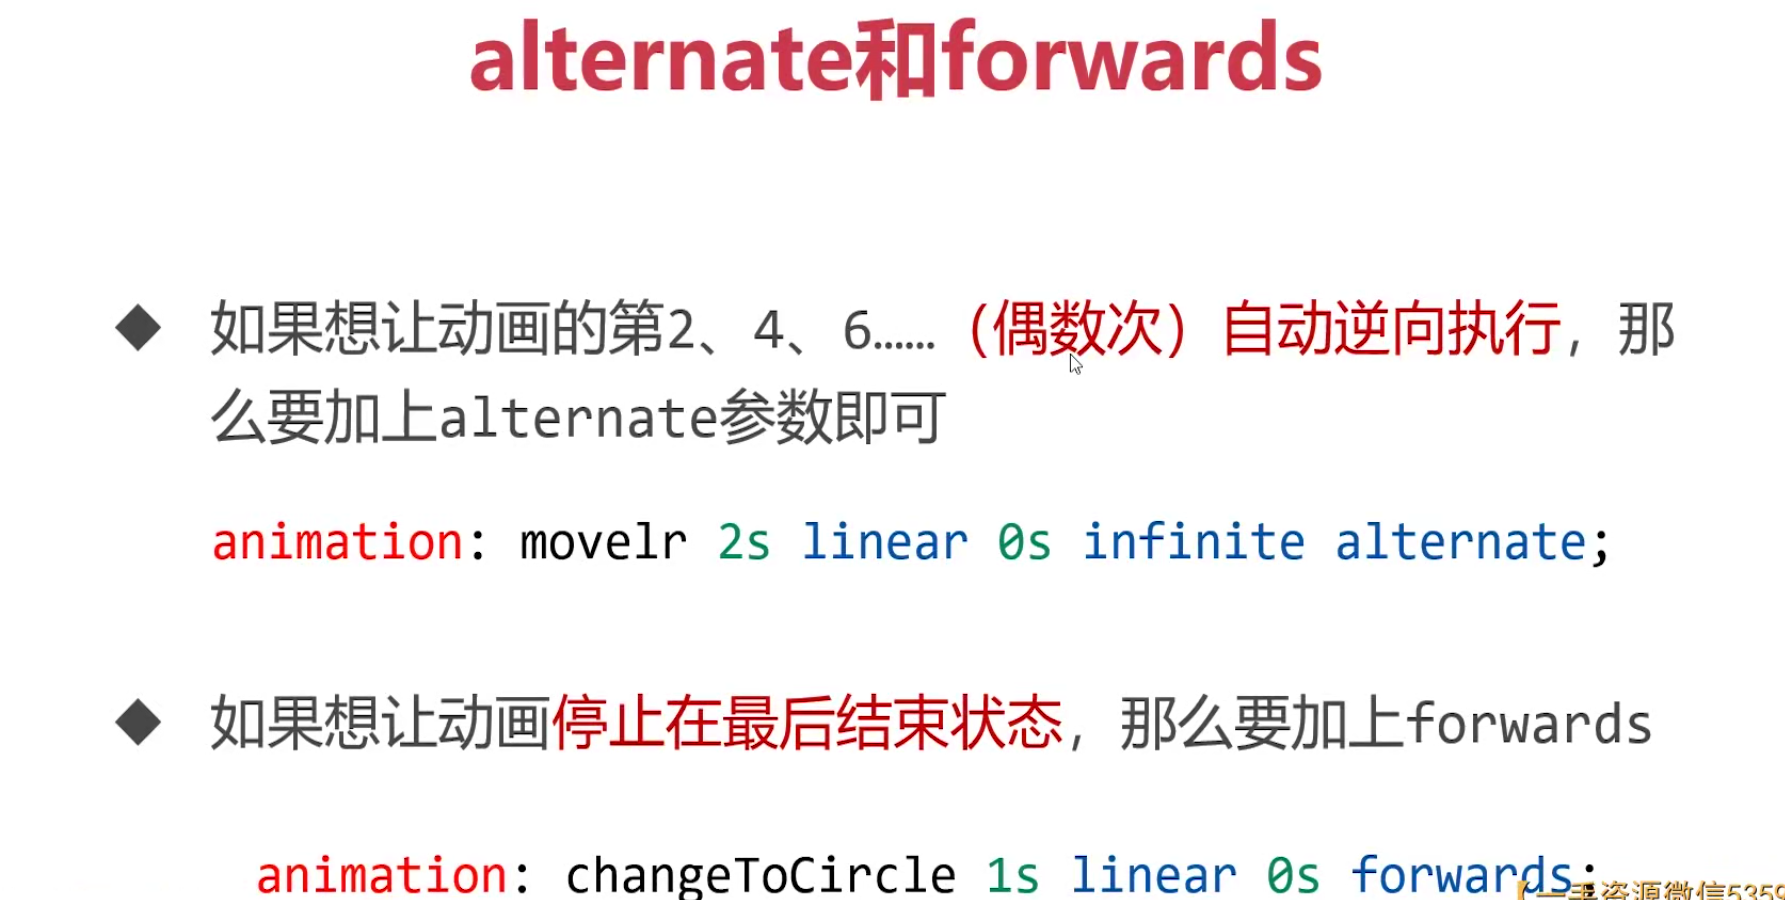 alternate和forwards
如果想让动画的第2、4、6……（偶数次）自动逆向执行，那
么要加上alternate参数即可
animation: movelr 2s linear 0s infinite alternate;
如果想让动画停止在最后结束状态，那么要加上forwards
animation: changeToCircle 1s linear 0s forwards;
【一手资源微信5359